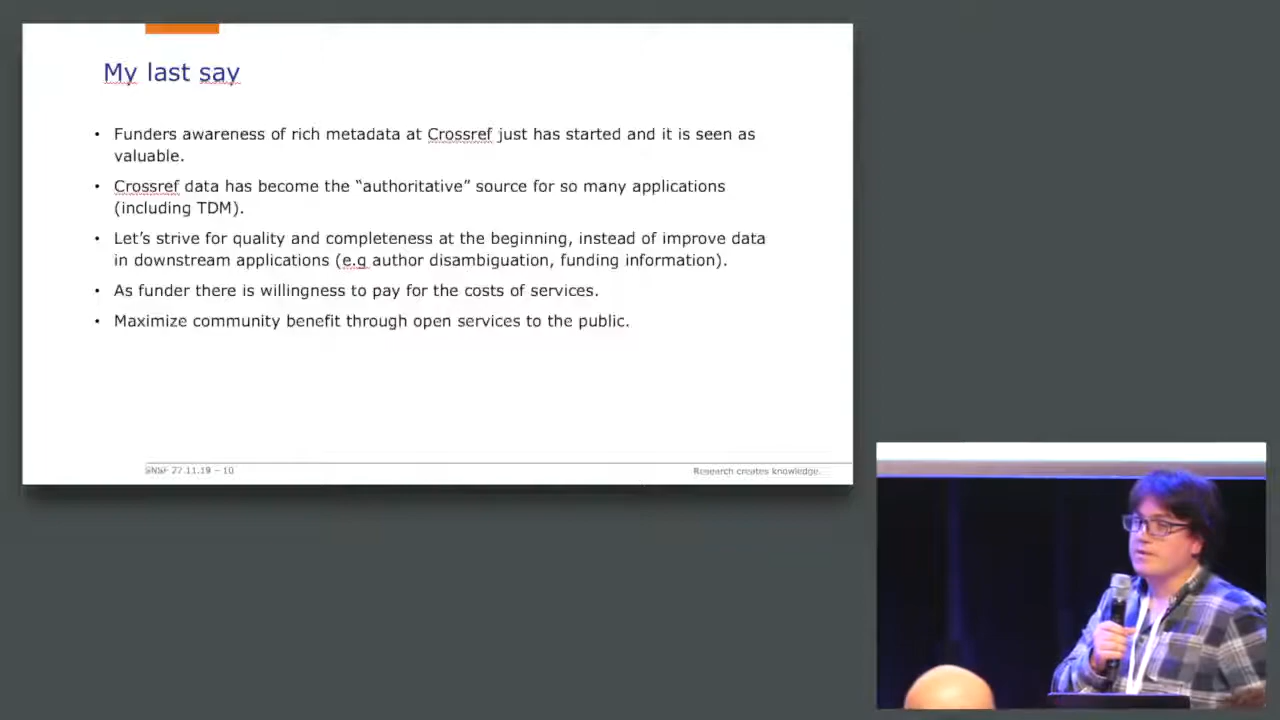 My last say
• Funders awareness of rich metadata at Crossref just has started and it is seen as
valuable.
• Crossref data has become the “authoritative” source for so many applications
(including TDM).
• Let’s strive for quality and completeness at the beginning, instead of improve data
in downstream applications (e.g author disambiguation, funding information).
• As funder there is willingness to pay for the costs of services.
• Maximize community benefit through open services to the public.
SNSF 27.11.19 – 10
Research creates knowledge.